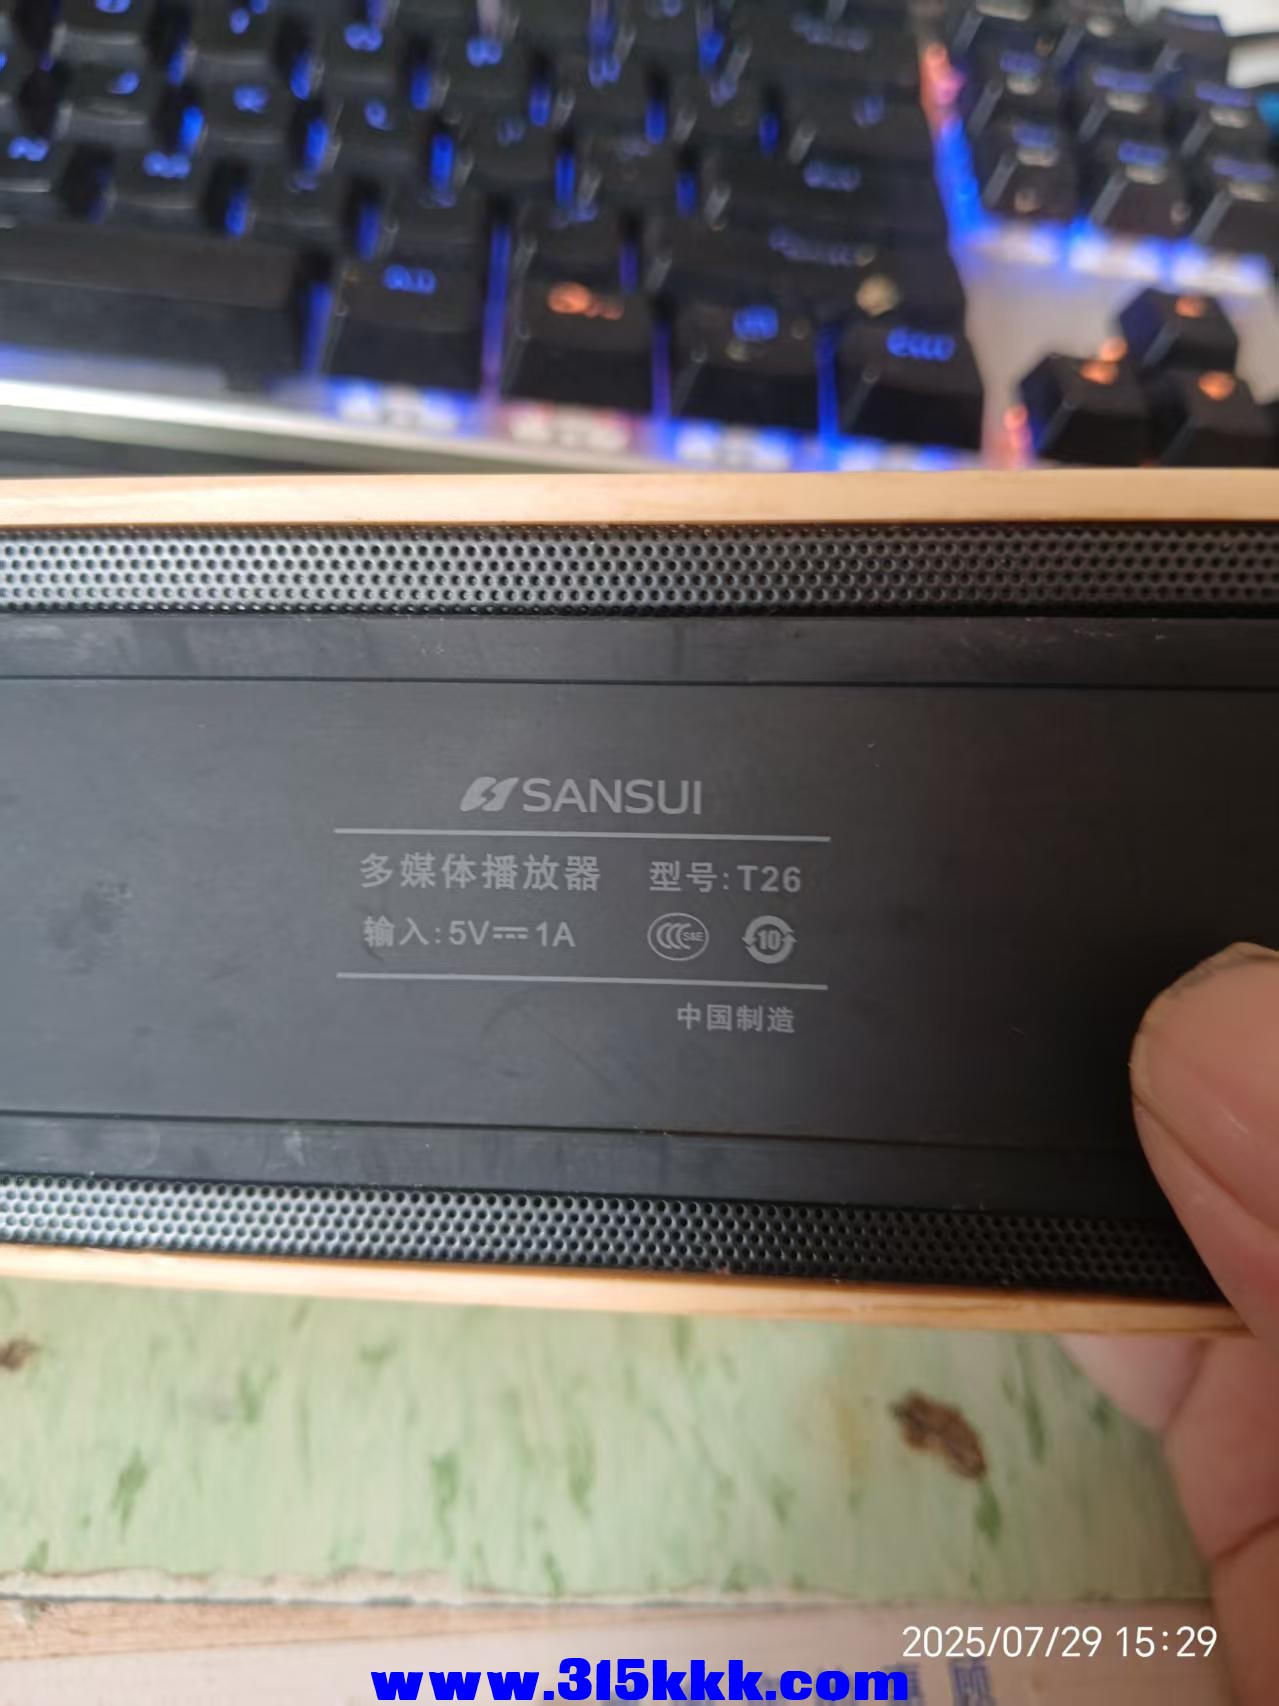 SANSUI
多媒体播放器 型号:T26
输入:5V⎓1A CCC S&E 10
中国制造
2025/07/29 15:29
www.315kkk.com